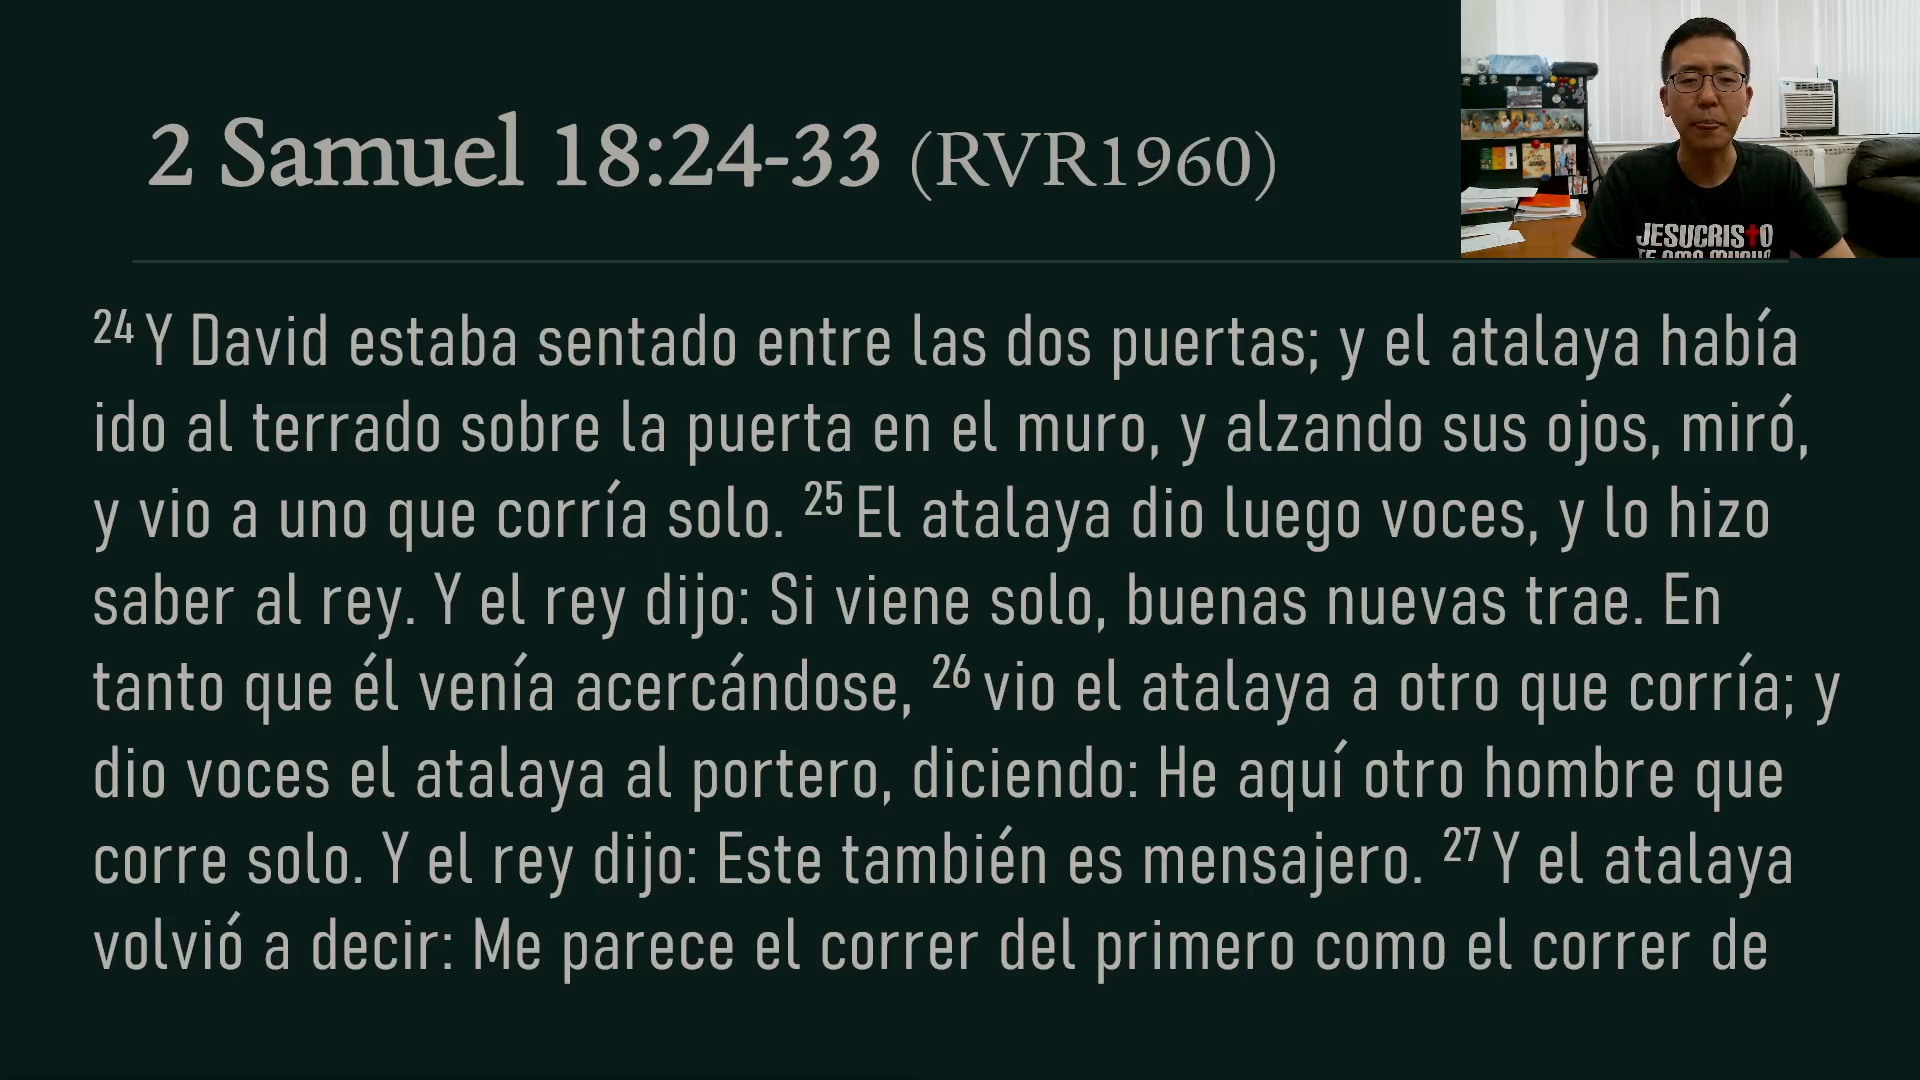 2 Samuel 18:24-33 (RVR1960)
JESUCRISTO
TE AMA MUCHO
24 Y David estaba sentado entre las dos puertas; y el atalaya había
ido al terrado sobre la puerta en el muro, y alzando sus ojos, miró,
y vio a uno que corría solo. 25 El atalaya dio luego voces, y lo hizo
saber al rey. Y el rey dijo: Si viene solo, buenas nuevas trae. En
tanto que él venía acercándose, 26 vio el atalaya a otro que corría; y
dio voces el atalaya al portero, diciendo: He aquí otro hombre que
corre solo. Y el rey dijo: Este también es mensajero. 27 Y el atalaya
volvió a decir: Me parece el correr del primero como el correr de